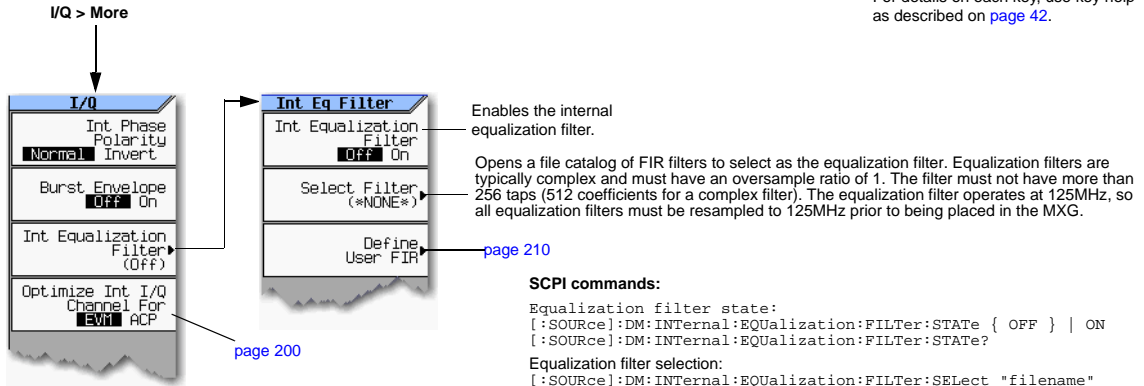 For details on each key, use key help
as described on page 42.
I/Q > More
I/Q
Int Phase
Polarity
Normal Invert
Burst Envelope
Off On
Int Equalization
Filter
(Off)
Optimize Int I/Q
Channel For
EVM ACP
page 200
Int Eq Filter
Int Equalization
Filter
Off On
Select Filter
(*NONE*)
Define
User FIR
Enables the internal
equalization filter.
Opens a file catalog of FIR filters to select as the equalization filter. Equalization filters are
typically complex and must have an oversample ratio of 1. The filter must not have more than
256 taps (512 coefficients for a complex filter). The equalization filter operates at 125MHz, so
all equalization filters must be resampled to 125MHz prior to being placed in the MXG.
page 210
SCPI commands:
Equalization filter state:
[:SOURce]:DM:INTernal:EQUalization:FILTer:STATe { OFF } | ON
[:SOURce]:DM:INTernal:EQUalization:FILTer:STATe?
Equalization filter selection:
[:SOURce]:DM:INTernal:EQUalization:FILTer:SELect "filename"